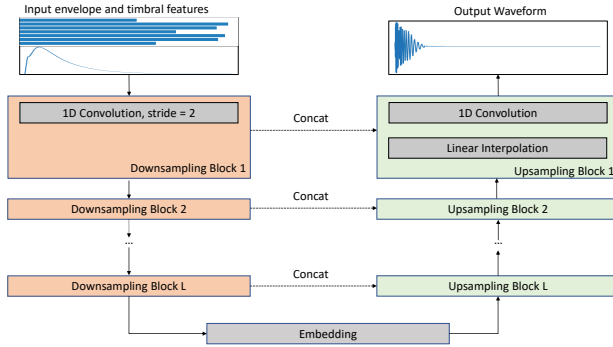 Input envelope and timbral features
Output Waveform
1D Convolution, stride = 2
Downsampling Block 1
Concat
1D Convolution
Linear Interpolation
Upsampling Block 1
Downsampling Block 2
Concat
Upsampling Block 2
...
...
Downsampling Block L
Concat
Upsampling Block L
Embedding